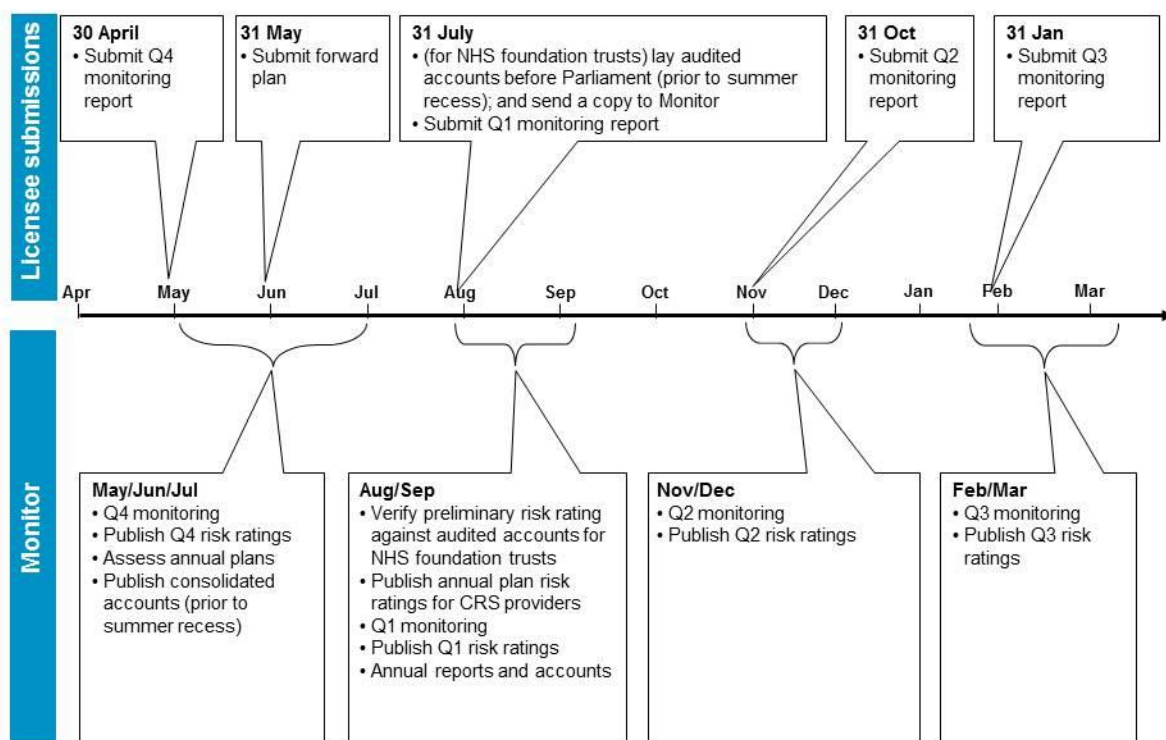 Licensee submissions
30 April
• Submit Q4
monitoring
report
31 May
• Submit forward
plan
31 July
• (for NHS foundation trusts) lay audited
accounts before Parliament (prior to summer
recess); and send a copy to Monitor
• Submit Q1 monitoring report
31 Oct
• Submit Q2
monitoring
report
31 Jan
• Submit Q3
monitoring
report
Apr May Jun Jul Aug Sep Oct Nov Dec Jan Feb Mar
Monitor
May/Jun/Jul
• Q4 monitoring
• Publish Q4 risk ratings
• Assess annual plans
• Publish consolidated
accounts (prior to
summer recess)
Aug/Sep
• Verify preliminary risk rating
against audited accounts for
NHS foundation trusts
• Publish annual plan risk
ratings for CRS providers
• Q1 monitoring
• Publish Q1 risk ratings
• Annual reports and accounts
Nov/Dec
• Q2 monitoring
• Publish Q2 risk ratings
Feb/Mar
• Q3 monitoring
• Publish Q3 risk
ratings